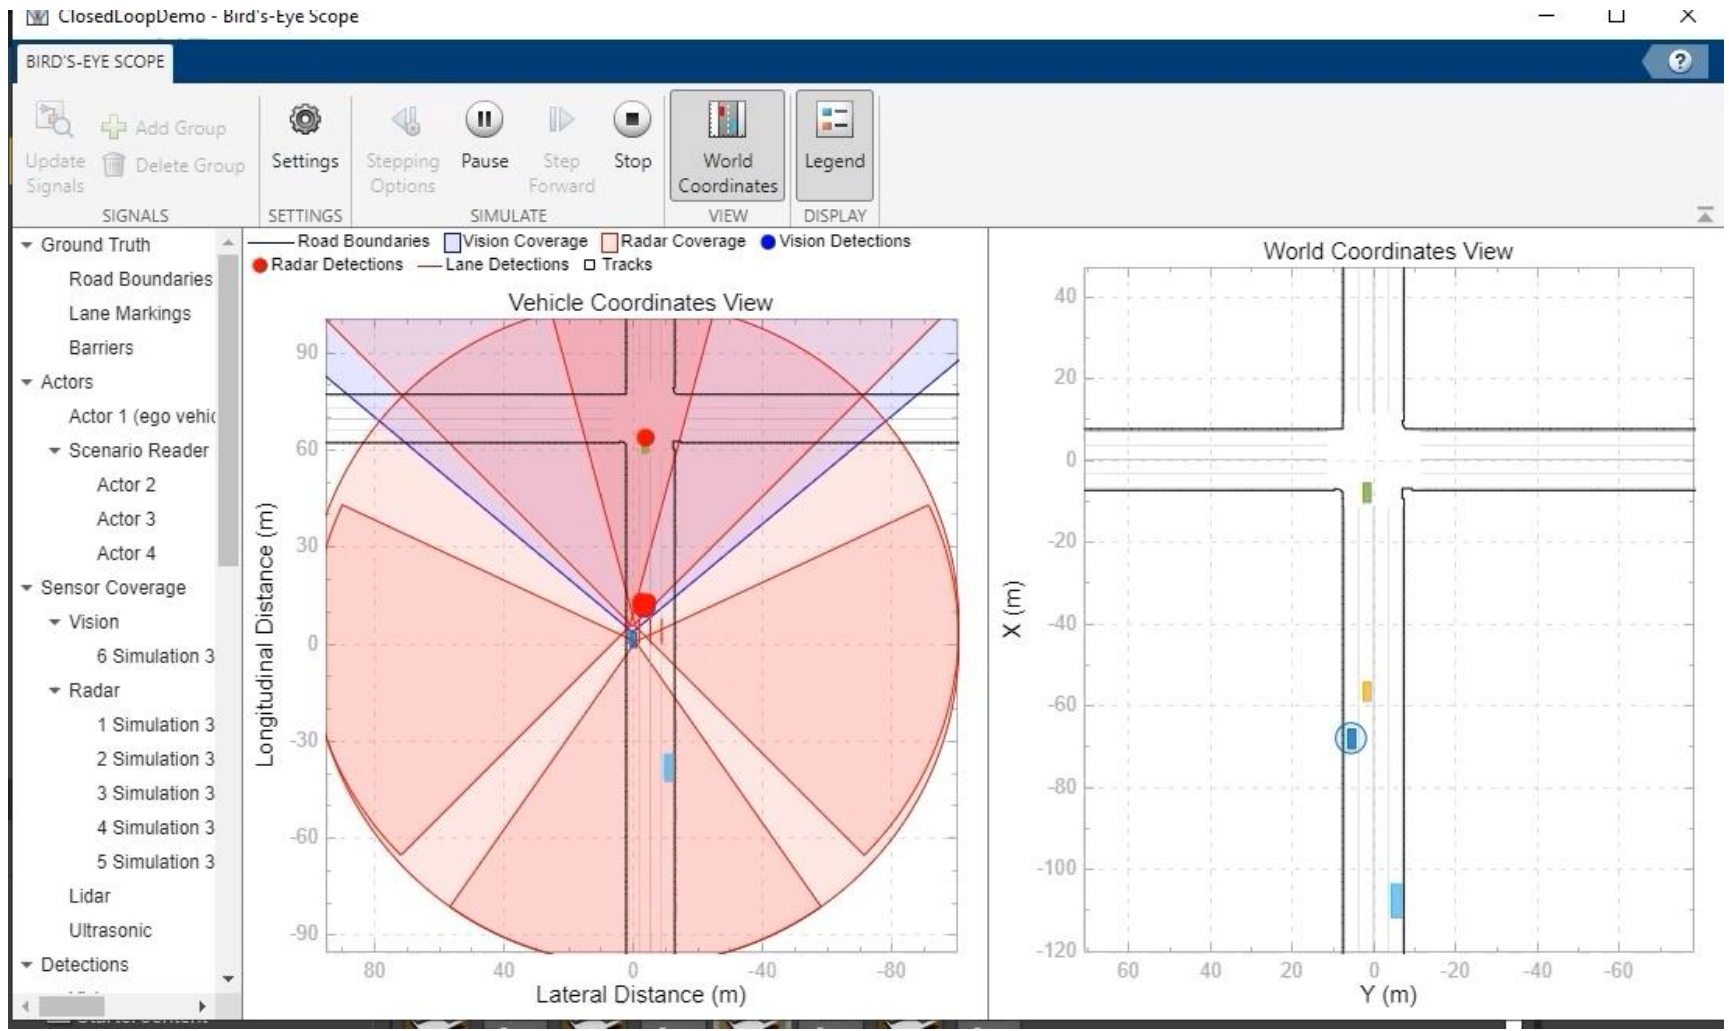 ClosedLoopDemo - Bird's-Eye Scope
BIRD'S-EYE SCOPE
?
Update Signals
Add Group
Delete Group
Settings
Stepping Options
Pause
Step Forward
Stop
World Coordinates
Legend
SIGNALS
SETTINGS
SIMULATE
VIEW
DISPLAY
Ground Truth
Road Boundaries
Lane Markings
Barriers
Actors
Actor 1 (ego vehic
Scenario Reader
Actor 2
Actor 3
Actor 4
Sensor Coverage
Vision
6 Simulation 3
Radar
1 Simulation 3
2 Simulation 3
3 Simulation 3
4 Simulation 3
5 Simulation 3
Lidar
Ultrasonic
Detections
Road Boundaries Vision Coverage Radar Coverage Vision Detections
Radar Detections Lane Detections Tracks
Vehicle Coordinates View
90
60
30
0
-30
-60
-90
80 40 0 -40 -80
Longitudinal Distance (m)
Lateral Distance (m)
World Coordinates View
40
20
0
-20
-40
-60
-80
-100
-120
60 40 20 0 -20 -40 -60
X (m)
Y (m)